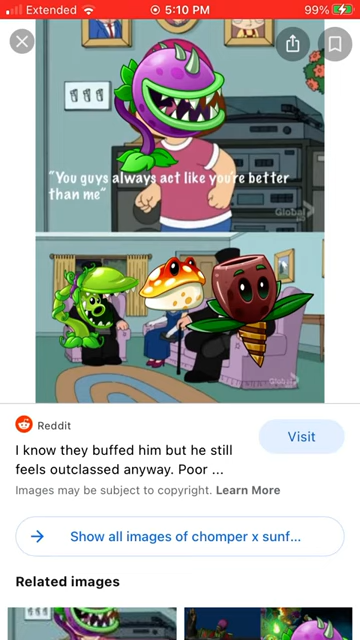 Extended 5:10 PM 99%
"You guys always act like you're better
than me"
Global
HD
Global
Reddit
Visit
I know they buffed him but he still
feels outclassed anyway. Poor ...
Images may be subject to copyright. Learn More
Show all images of chomper x sunf...
Related images